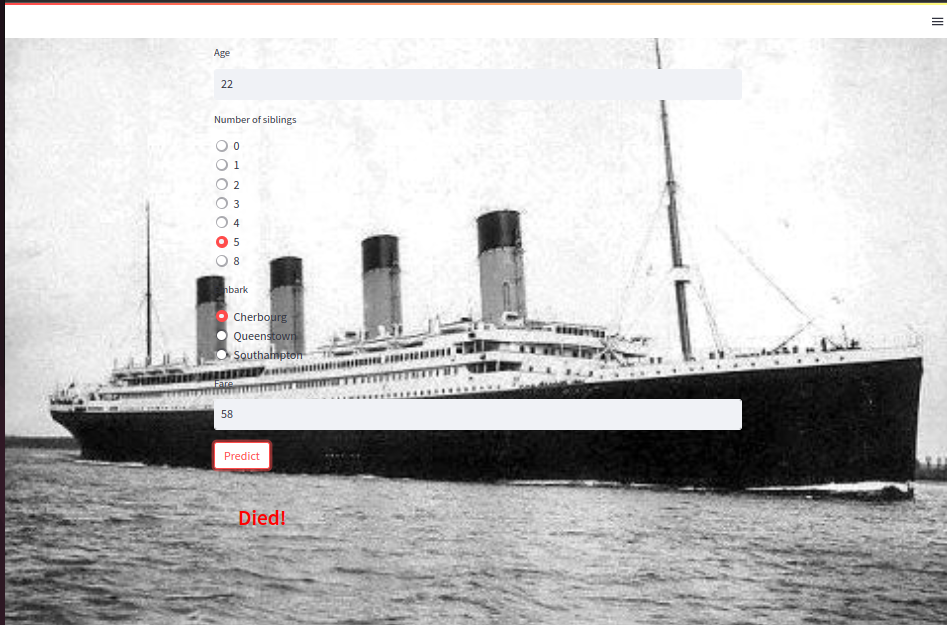 Age
22
Number of siblings
0
1
2
3
4
5
8
Embark
Cherbourg
Queenstown
Southampton
Fare
58
Predict
Died!